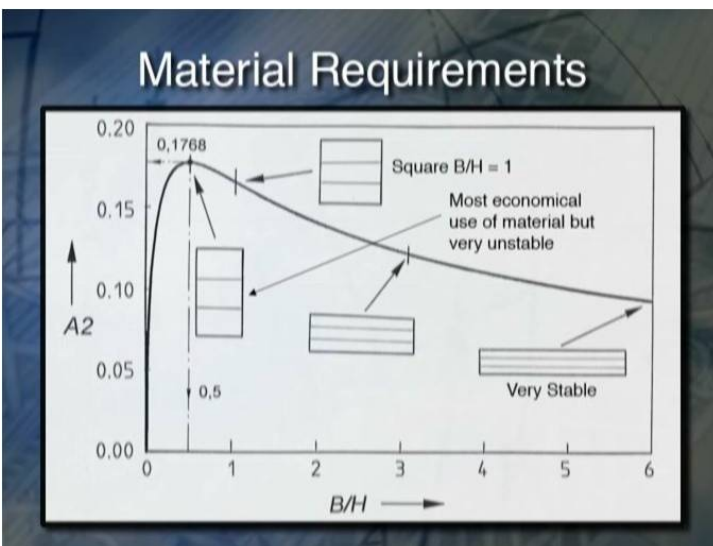 Material Requirements
0.20
0,1768
Square B/H = 1
Most economical
use of material but
very unstable
0.15
0.10
A2
0.05
0,5
Very Stable
0.00
0 1 2 3 4 5 6
B/H